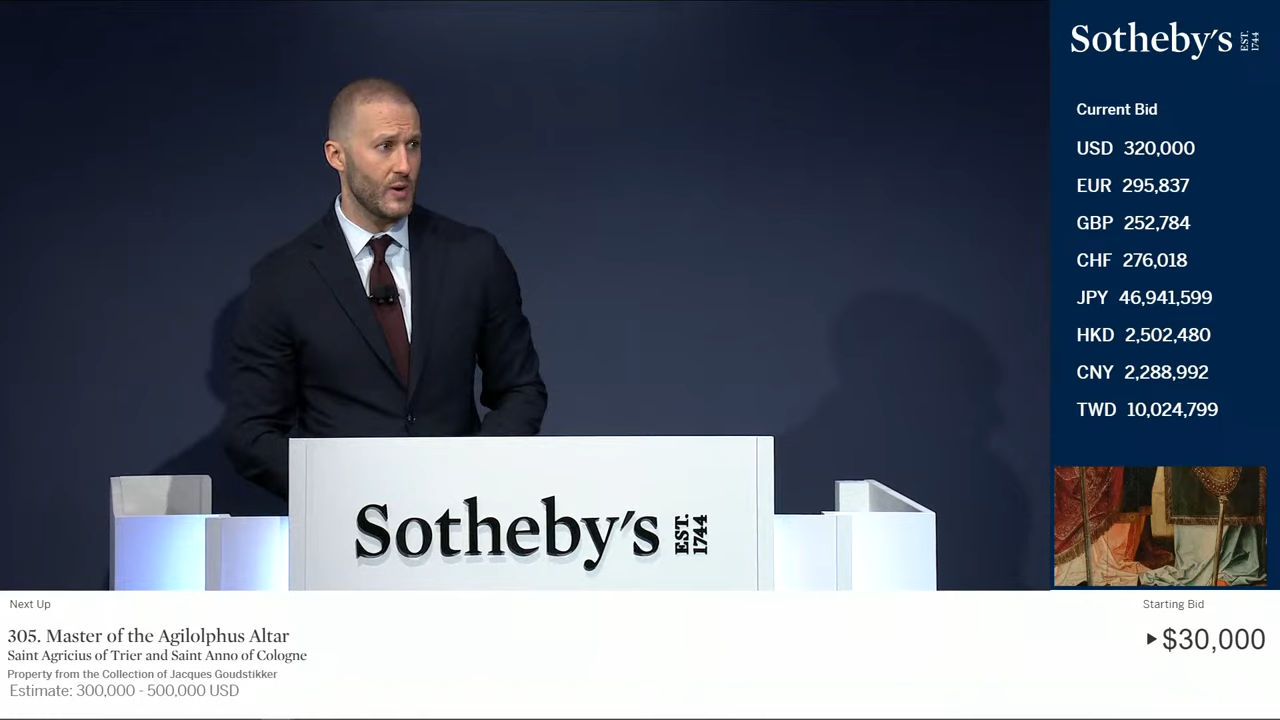 Sotheby's EST. 1744
Current Bid
USD 320,000
EUR 295,837
GBP 252,784
CHF 276,018
JPY 46,941,599
HKD 2,502,480
CNY 2,288,992
TWD 10,024,799
Sotheby's EST. 1744
Next Up
305. Master of the Agilolphus Altar
Saint Agricius of Trier and Saint Anno of Cologne
Property from the Collection of Jacques Goudstikker
Estimate: 300,000 - 500,000 USD
Starting Bid
$30,000